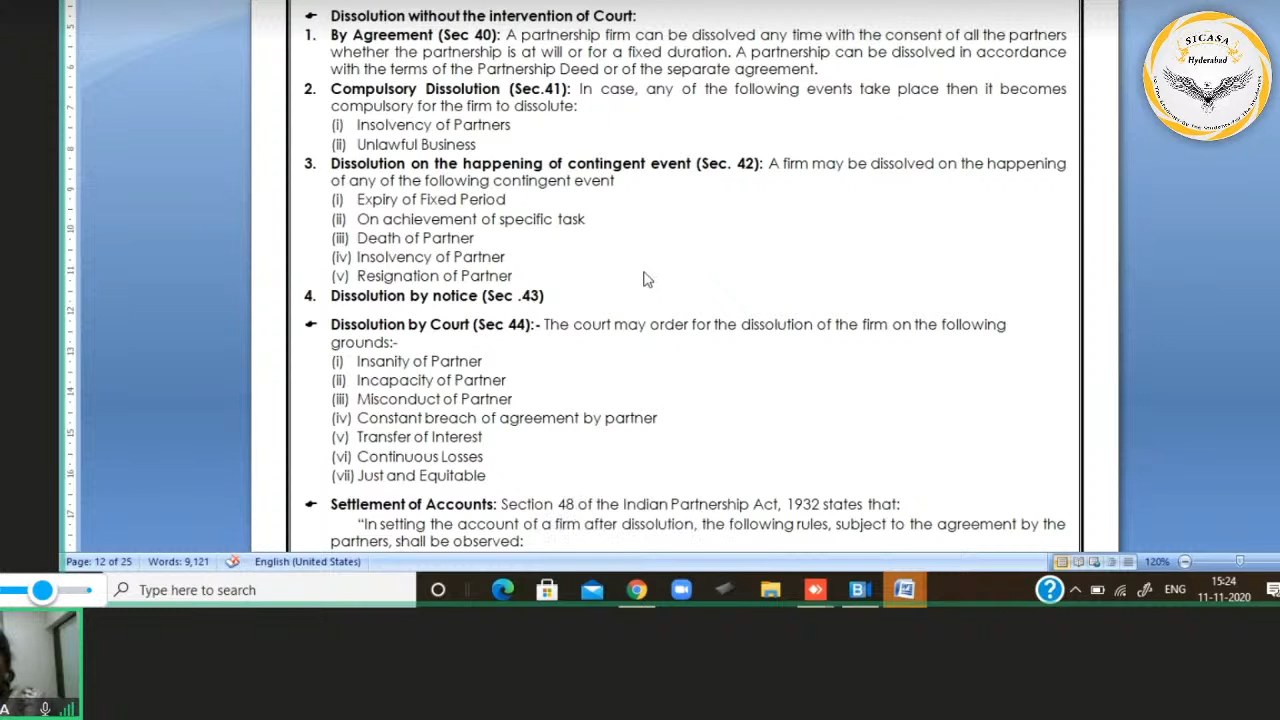 Dissolution without the intervention of Court:
1. By Agreement (Sec 40): A partnership firm can be dissolved any time with the consent of all the partners
whether the partnership is at will or for a fixed duration. A partnership can be dissolved in accordance
with the terms of the Partnership Deed or of the separate agreement.
2. Compulsory Dissolution (Sec.41): In case, any of the following events take place then it becomes
compulsory for the firm to dissolute:
(i) Insolvency of Partners
(ii) Unlawful Business
3. Dissolution on the happening of contingent event (Sec. 42): A firm may be dissolved on the happening
of any of the following contingent event
(i) Expiry of Fixed Period
(ii) On achievement of specific task
(iii) Death of Partner
(iv) Insolvency of Partner
(v) Resignation of Partner
4. Dissolution by notice (Sec .43)
Dissolution by Court (Sec 44):- The court may order for the dissolution of the firm on the following
grounds:-
(i) Insanity of Partner
(ii) Incapacity of Partner
(iii) Misconduct of Partner
(iv) Constant breach of agreement by partner
(v) Transfer of Interest
(vi) Continuous Losses
(vii) Just and Equitable
Settlement of Accounts: Section 48 of the Indian Partnership Act, 1932 states that:
"In setting the account of a firm after dissolution, the following rules, subject to the agreement by the
partners, shall be observed:
SICASA
Hyderabad
Page: 12 of 25 Words: 9,121 English (United States) 120%
Type here to search
ENG
15:24
11-11-2020
A